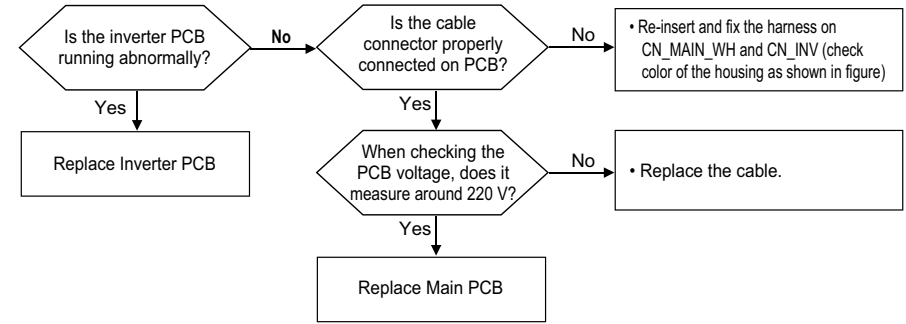 Is the inverter PCB
running abnormally?
No
Is the cable
connector properly
connected on PCB?
No
• Re-insert and fix the harness on
CN_MAIN_WH and CN_INV (check
color of the housing as shown in figure)
Yes
Replace Inverter PCB
Yes
When checking the
PCB voltage, does it
measure around 220 V?
No
• Replace the cable.
Yes
Replace Main PCB